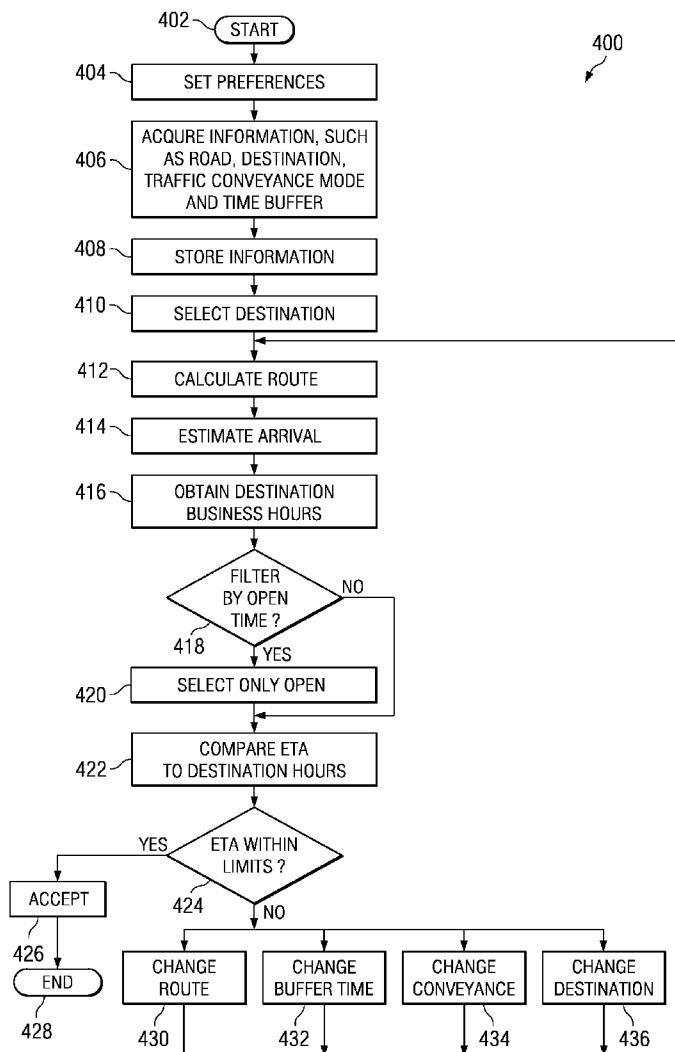 402
START
400
404
SET PREFERENCES
406
ACQURE INFORMATION, SUCH
AS ROAD, DESTINATION,
TRAFFIC CONVEYANCE MODE
AND TIME BUFFER
408
STORE INFORMATION
410
SELECT DESTINATION
412
CALCULATE ROUTE
414
ESTIMATE ARRIVAL
416
OBTAIN DESTINATION
BUSINESS HOURS
FILTER
BY OPEN
TIME ?
NO
418
YES
420
SELECT ONLY OPEN
422
COMPARE ETA
TO DESTINATION HOURS
YES
ETA WITHIN
LIMITS ?
424
NO
ACCEPT
426
END
428
CHANGE
ROUTE
430
CHANGE
BUFFER TIME
432
CHANGE
CONVEYANCE
434
CHANGE
DESTINATION
436